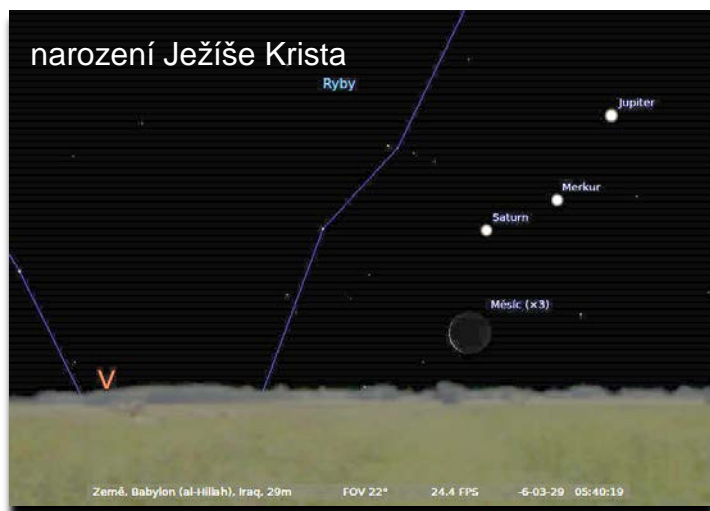 narození Ježíše Krista
Ryby
Jupiter
Merkur
Saturn
Měsíc (×3)
V
Země, Babylon (al-Hillah), Iraq, 29m FOV 22° 24.4 FPS -6-03-29 05:40:19